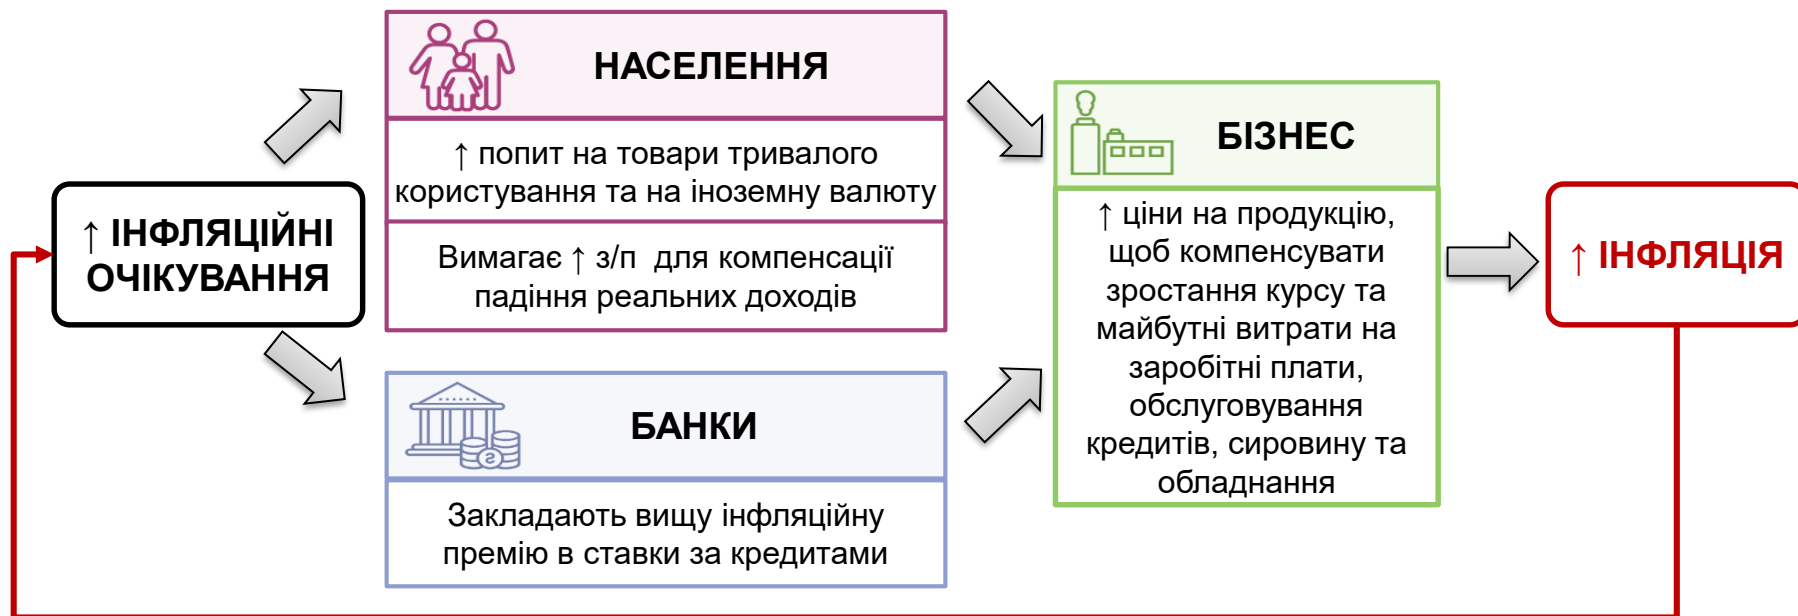 ↑ ІНФЛЯЦІЙНІ
ОЧІКУВАННЯ
НАСЕЛЕННЯ
↑ попит на товари тривалого
користування та на іноземну валюту
Вимагає ↑ з/п для компенсації
падіння реальних доходів
БАНКИ
Закладають вищу інфляційну
премію в ставки за кредитами
БІЗНЕС
↑ ціни на продукцію,
щоб компенсувати
зростання курсу та
майбутні витрати на
заробітні плати,
обслуговування
кредитів, сировину та
обладнання
↑ ІНФЛЯЦІЯ